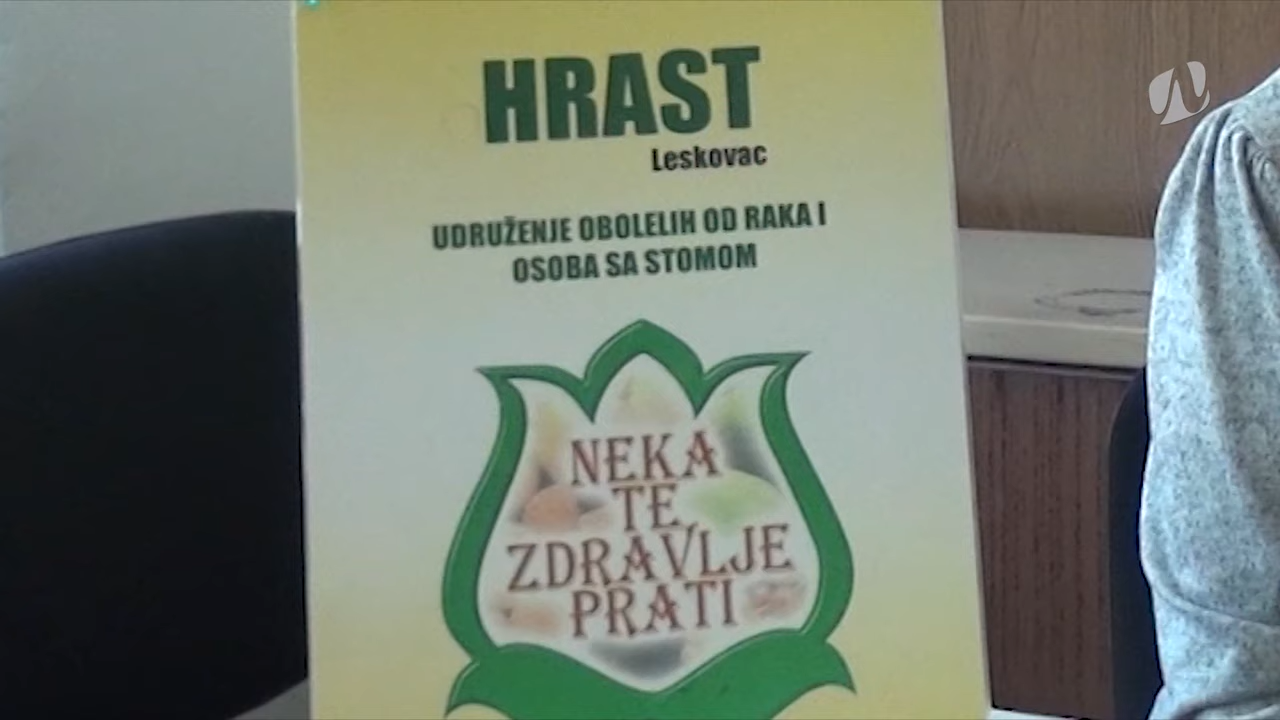 HRAST
Leskovac
UDRUŽENJE OBOLELIH OD RAKA I
OSOBA SA STOMOM
NEKA
TE
ZDRAVLJE
PRATI